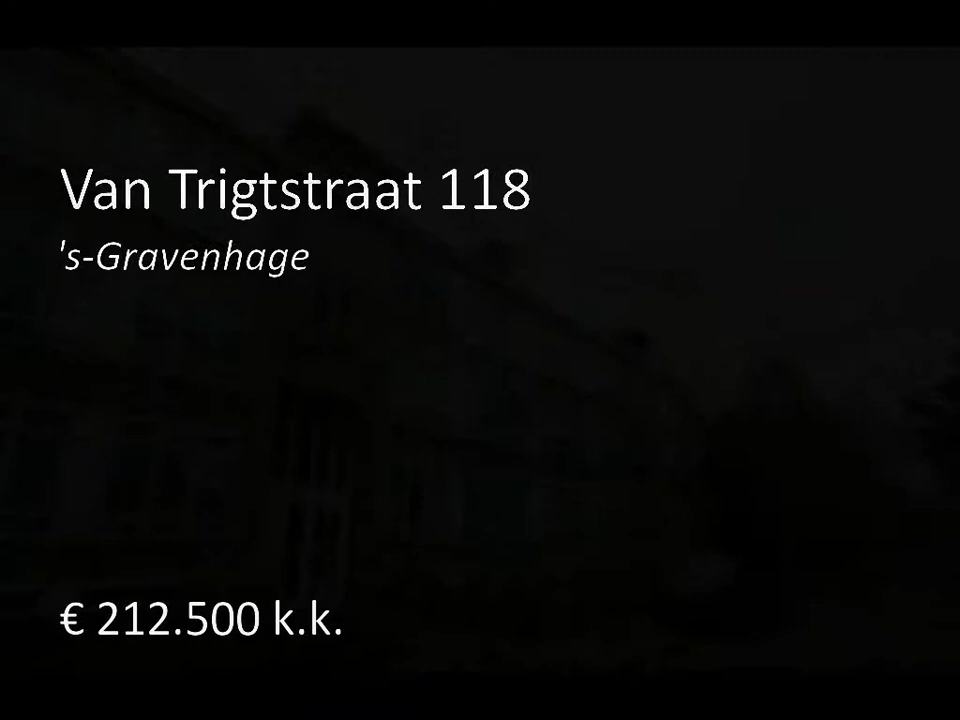 Van Trigtstraat 118
's-Gravenhage
€ 212.500 k.k.